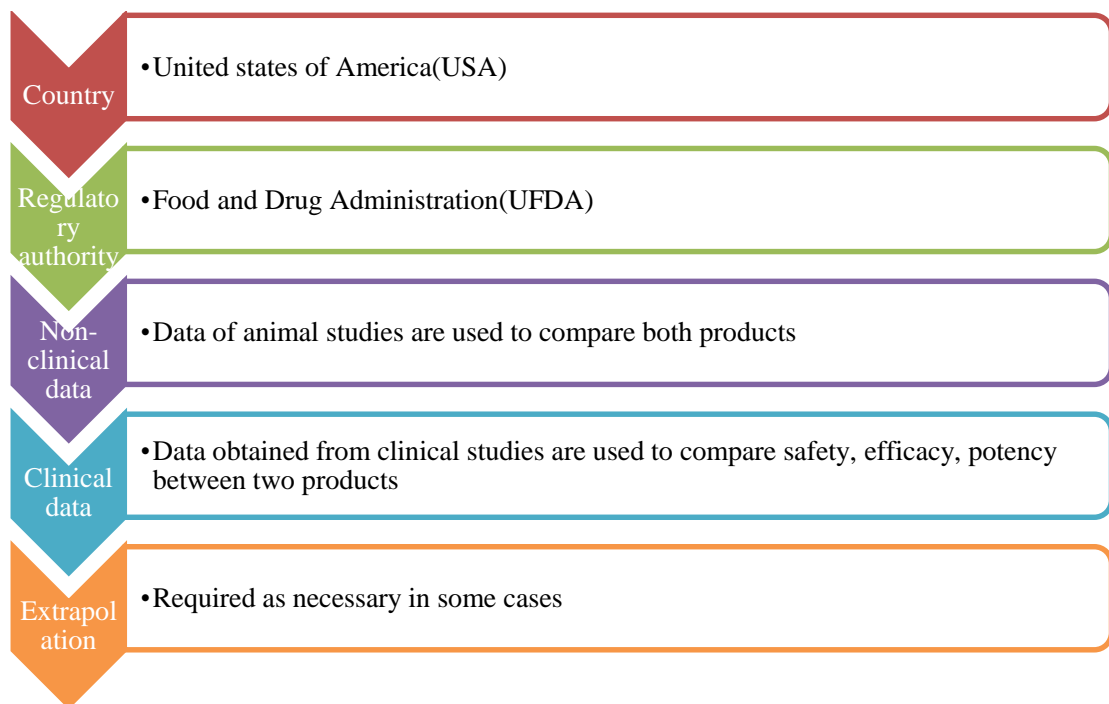 Country
•United states of America(USA)
Regulato
ry
authority
•Food and Drug Administration(UFDA)
Non-
clinical
data
•Data of animal studies are used to compare both products
Clinical
data
•Data obtained from clinical studies are used to compare safety, efficacy, potency
between two products
Extrapol
ation
•Required as necessary in some cases